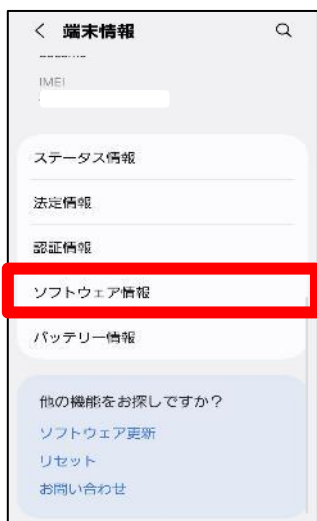 端末情報
IMEI
ステータス情報
法定情報
認証情報
ソフトウェア情報
バッテリー情報
他の機能をお探しですか？
ソフトウェア更新
リセット
お問い合わせ